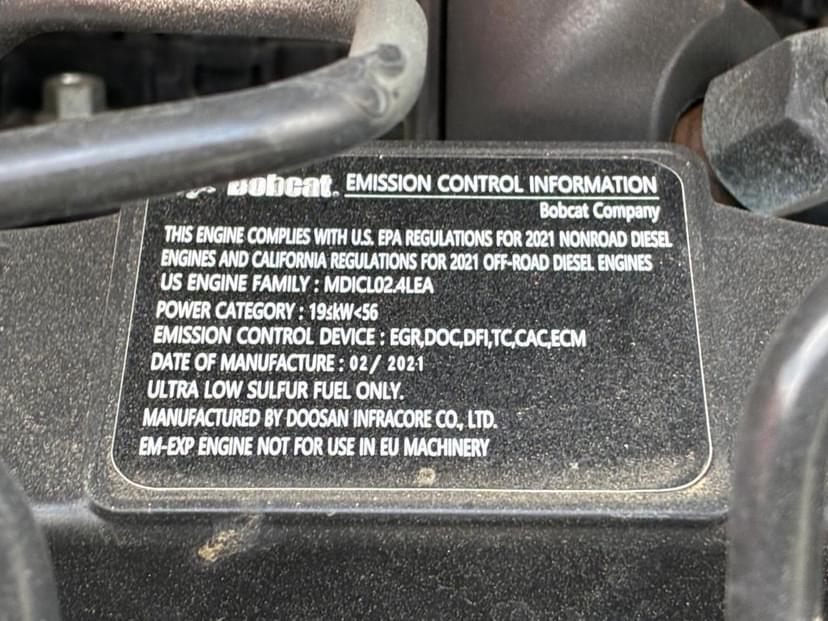 Bobcat. EMISSION CONTROL INFORMATION
Bobcat Company
THIS ENGINE COMPLIES WITH U.S. EPA REGULATIONS FOR 2021 NONROAD DIESEL
ENGINES AND CALIFORNIA REGULATIONS FOR 2021 OFF-ROAD DIESEL ENGINES
US ENGINE FAMILY : MDICL02.4LEA
POWER CATEGORY : 19≤kW<56
EMISSION CONTROL DEVICE : EGR,DOC,DFI,TC,CAC,ECM
DATE OF MANUFACTURE : 02/ 2021
ULTRA LOW SULFUR FUEL ONLY.
MANUFACTURED BY DOOSAN INFRACORE CO., LTD.
EM-EXP ENGINE NOT FOR USE IN EU MACHINERY